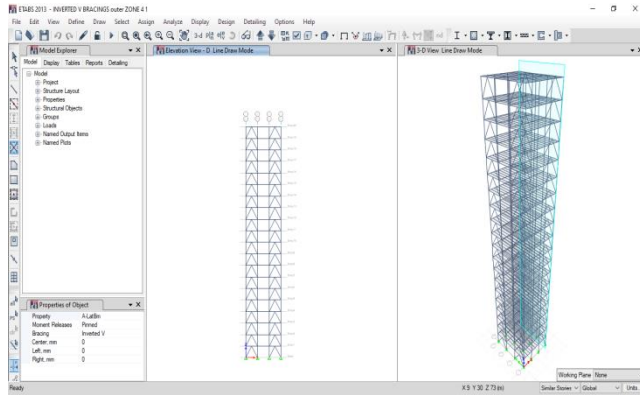 ETABS 2013 - INVERTED V BRACINGS outer ZONE 4 1
File Edit View Define Draw Select Assign Analyze Display Design Detailing Options Help
Model Explorer
Model Display Tables Reports Detailing
Model
Project
Structure Layout
Properties
Structural Objects
Groups
Loads
Named Output Items
Named Plots
Elevation View - D Line Draw Mode
3-D View Line Draw Mode
Properties of Object
Property A-LatBm
Moment Releases Pinned
Bracing Inverted V
Center, mm 0
Left, mm 0
Right, mm 0
Working Plane None
Ready
X 9 Y 30 Z 73 (m)
Similar Stories Global Units